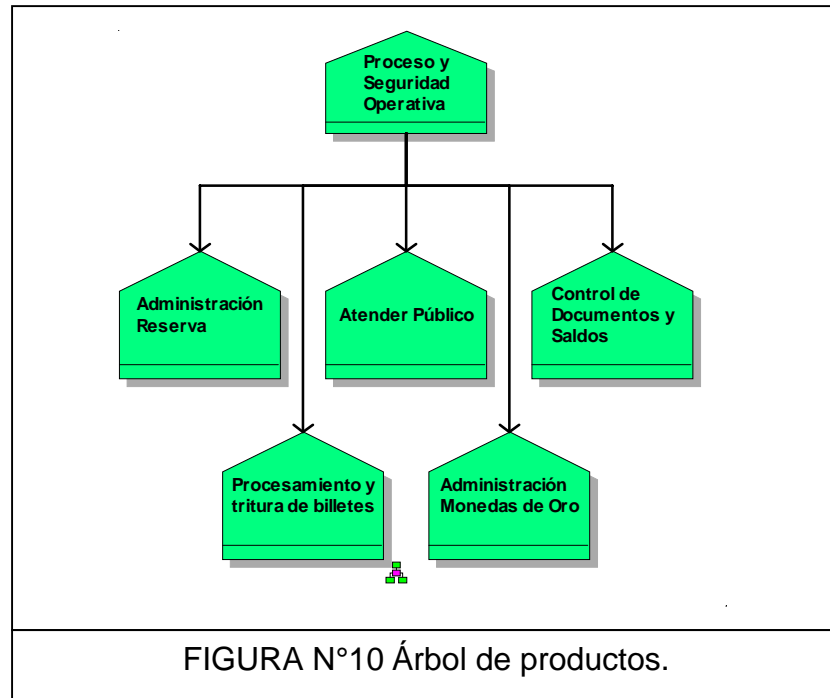 Proceso y
Seguridad
Operativa
Administración
Reserva
Atender Público
Control de
Documentos y
Saldos
Procesamiento y
tritura de billetes
Administración
Monedas de Oro
FIGURA N°10 Árbol de productos.